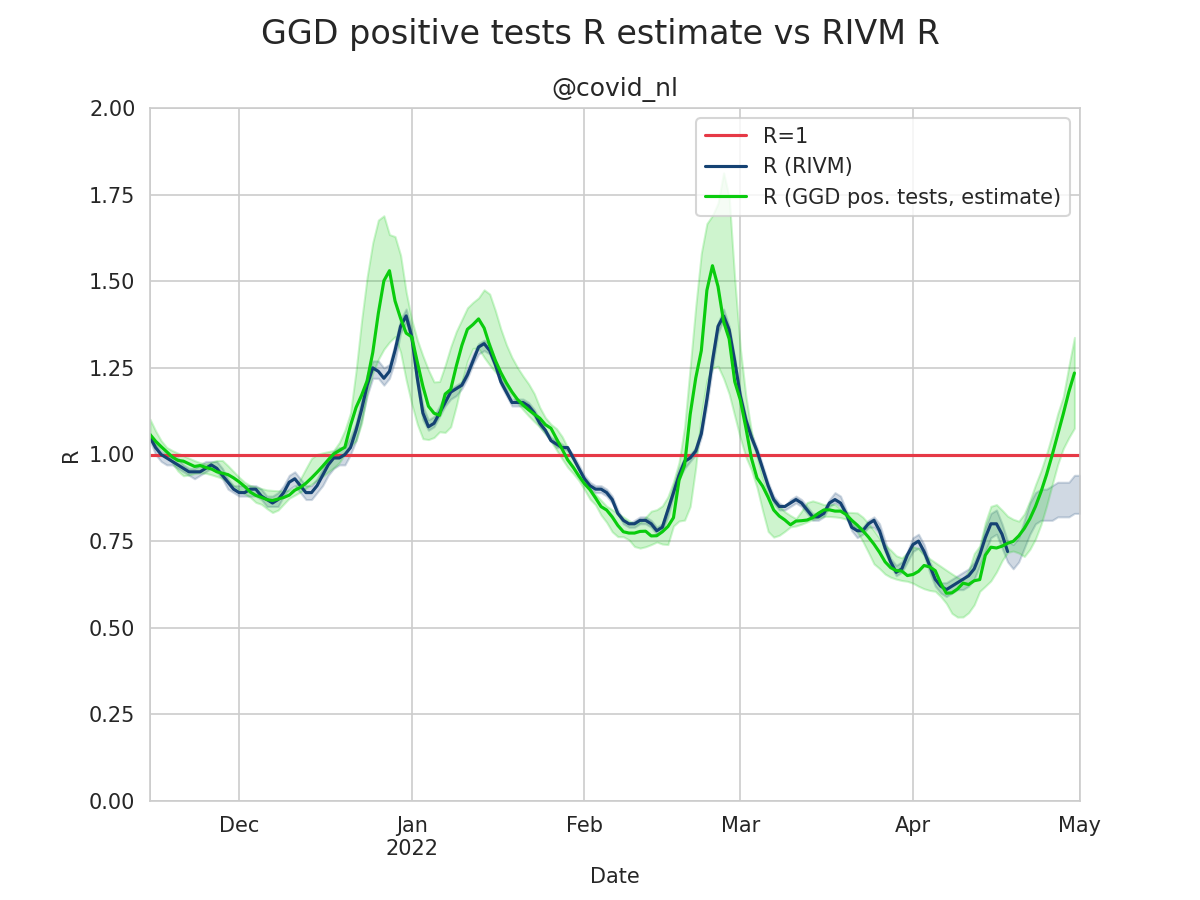 GGD positive tests R estimate vs RIVM R
@covid_nl
R=1
R (RIVM)
R (GGD pos. tests, estimate)
2.00
1.75
1.50
1.25
1.00
0.75
0.50
0.25
0.00
R
Dec
Jan
2022
Feb
Mar
Apr
May
Date